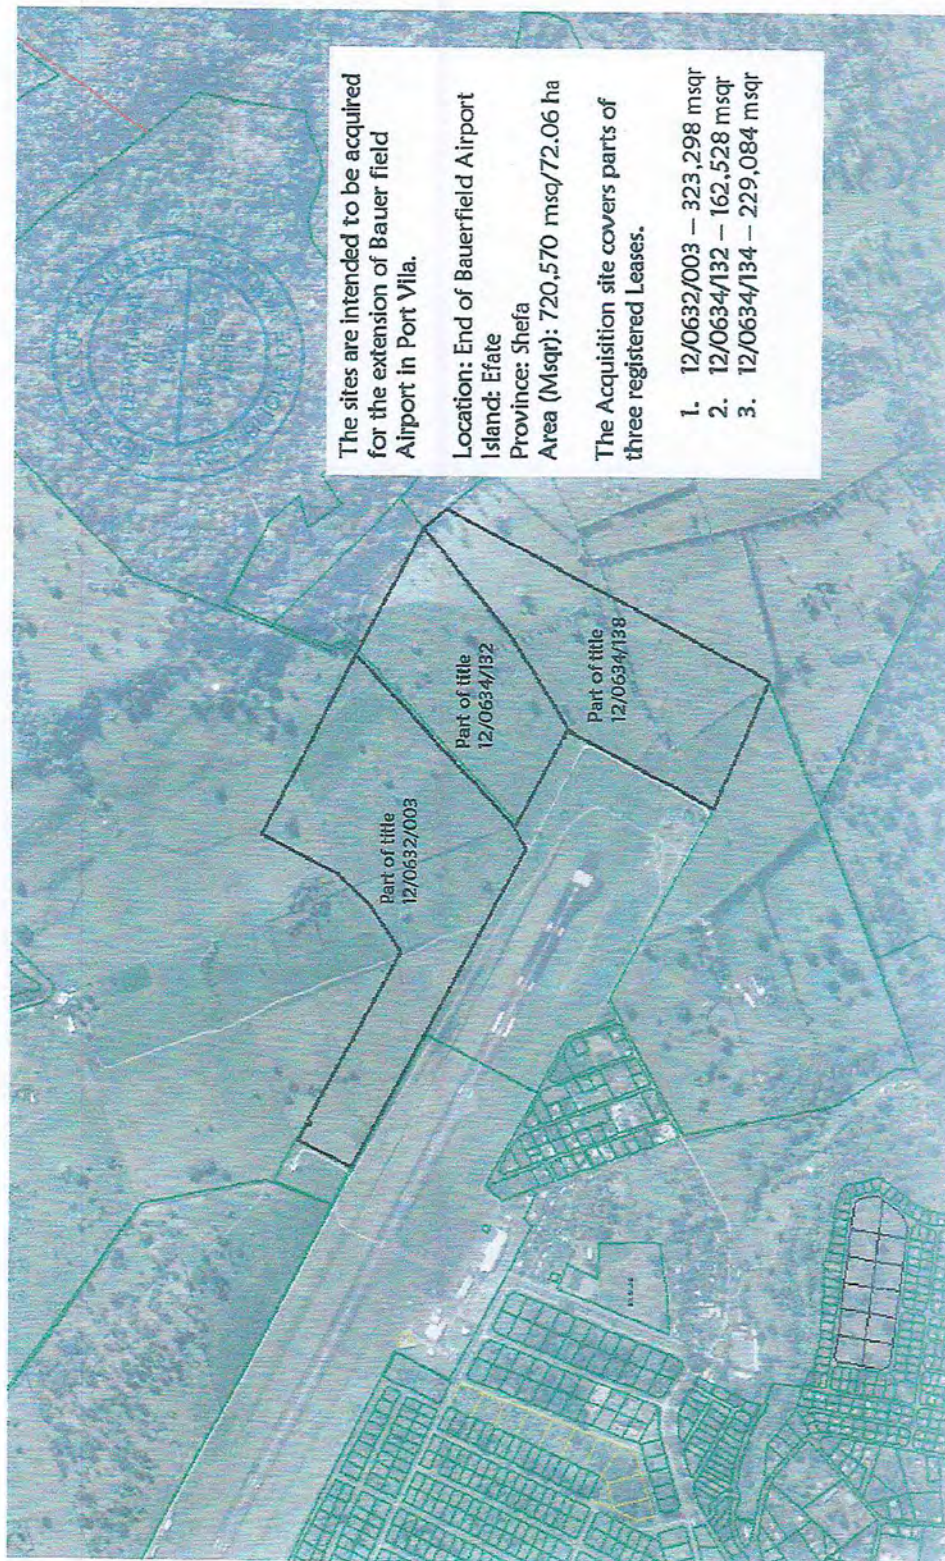 The sites are intended to be acquired
for the extension of Bauer field
Airport in Port Vila.
Location: End of Bauerfield Airport
Island: Efate
Province: Shefa
Area (Msqr): 720,570 msq/72.06 ha
The Acquisition site covers parts of
three registered Leases.
1. 12/0632/003 – 323,298 msqr
2. 12/0634/132 – 162,528 msqr
3. 12/0634/134 – 229,084 msqr
Part of title
12/0632/003
Part of title
12/0634/132
Part of title
12/0634/138